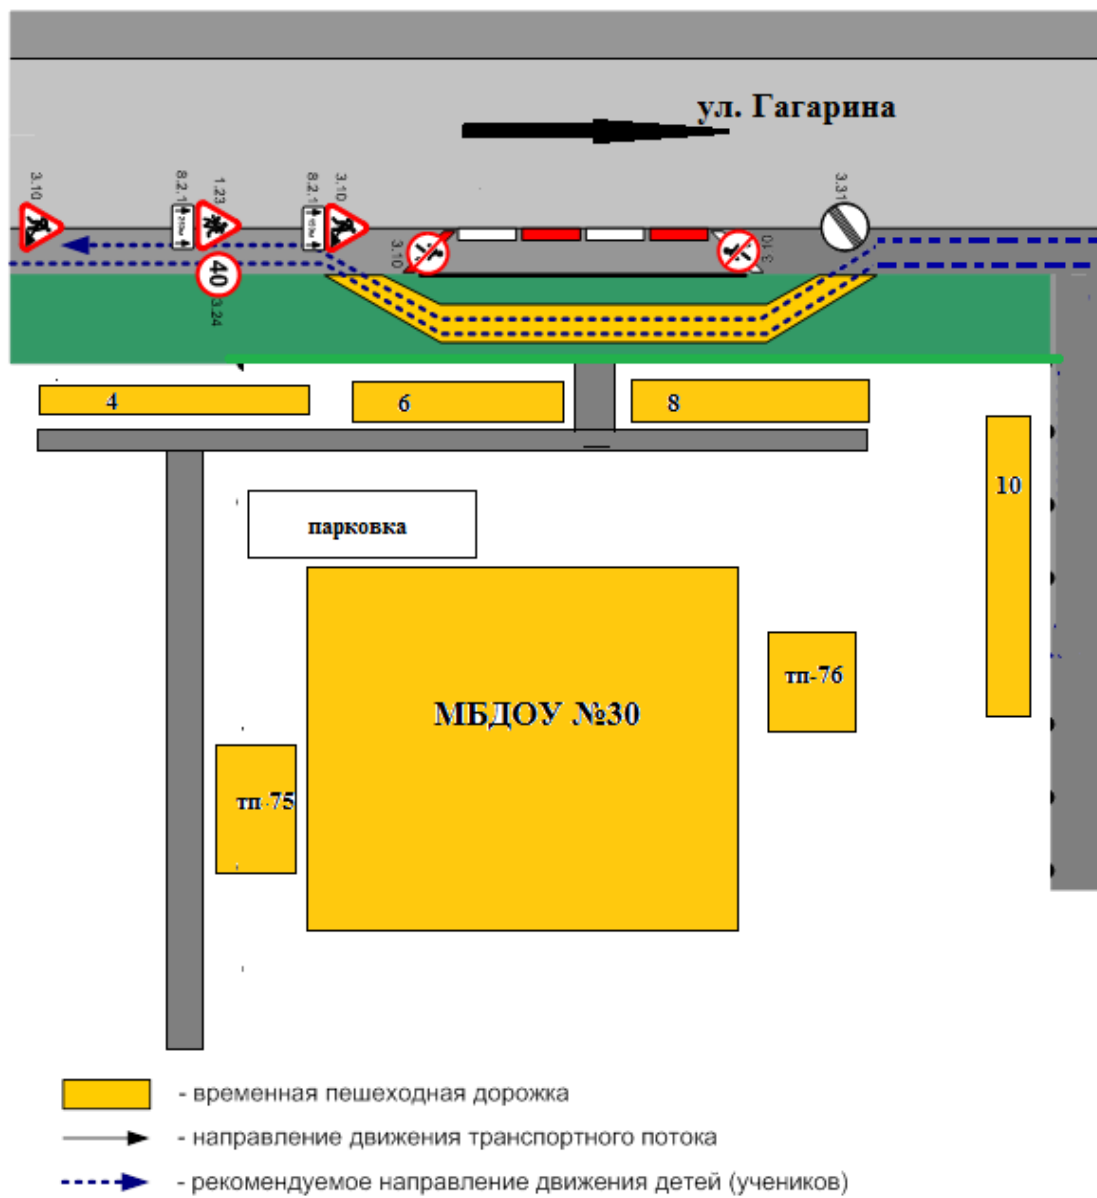 ул. Гагарина
3.10
8.2.1
1.23
8.2.1
3.10
3.31
40
3.24
3.10
3.10
4
6
8
10
парковка
МБДОУ №30
тп-76
тп-75
- временная пешеходная дорожка
- направление движения транспортного потока
- рекомендуемое направление движения детей (учеников)